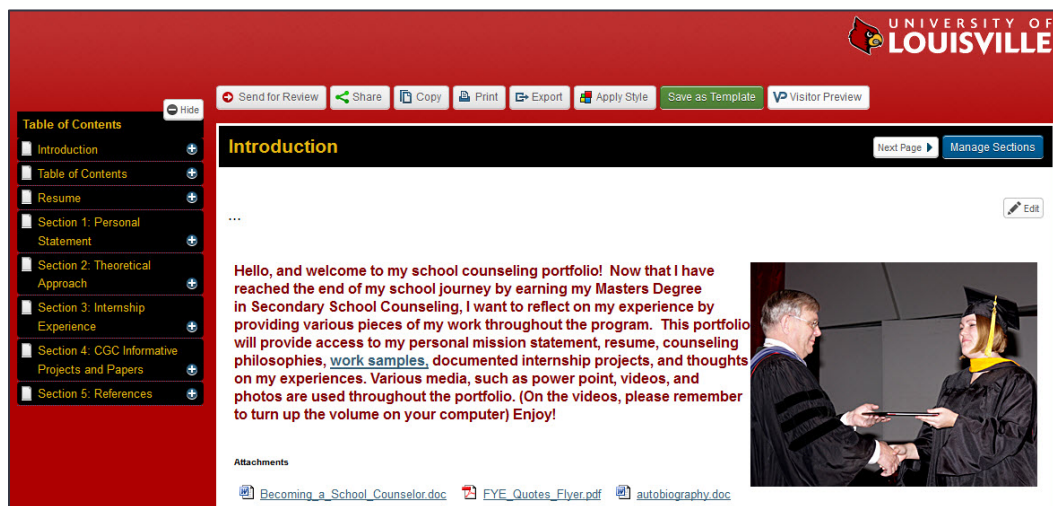 UNIVERSITY OF
LOUISVILLE
Send for Review
Share
Copy
Print
Export
Apply Style
Save as Template
VP Visitor Preview
Hide
Table of Contents
Introduction
Table of Contents
Resume
Section 1: Personal
Statement
Section 2: Theoretical
Approach
Section 3: Internship
Experience
Section 4: CGC Informative
Projects and Papers
Section 5: References
Introduction
Next Page
Manage Sections
...
Edit
Hello, and welcome to my school counseling portfolio! Now that I have
reached the end of my school journey by earning my Masters Degree
in Secondary School Counseling, I want to reflect on my experience by
providing various pieces of my work throughout the program. This portfolio
will provide access to my personal mission statement, resume, counseling
philosophies, work samples, documented internship projects, and thoughts
on my experiences. Various media, such as power point, videos, and
photos are used throughout the portfolio. (On the videos, please remember
to turn up the volume on your computer) Enjoy!
Attachments
Becoming_a_School_Counselor.doc FYE_Quotes_Flyer.pdf autobiography.doc